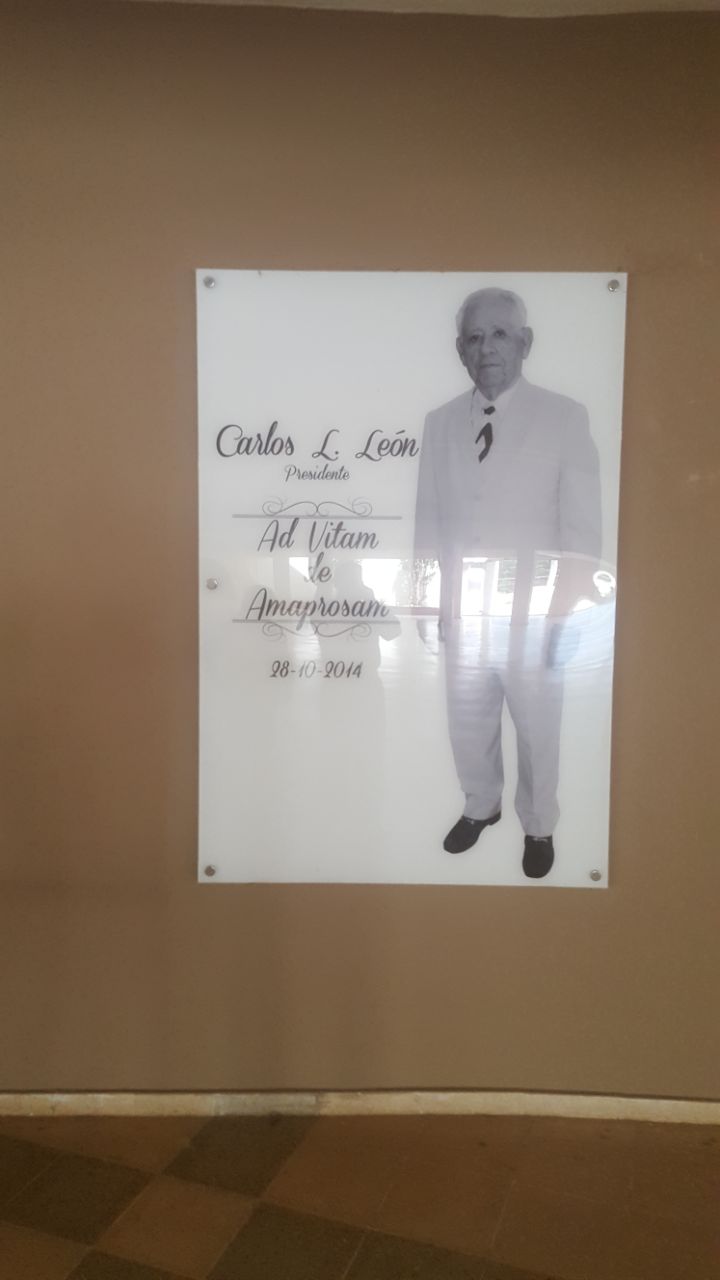 Carlos L. León
Presidente
Ad Vitam
de
Amaprosam
28-10-2014